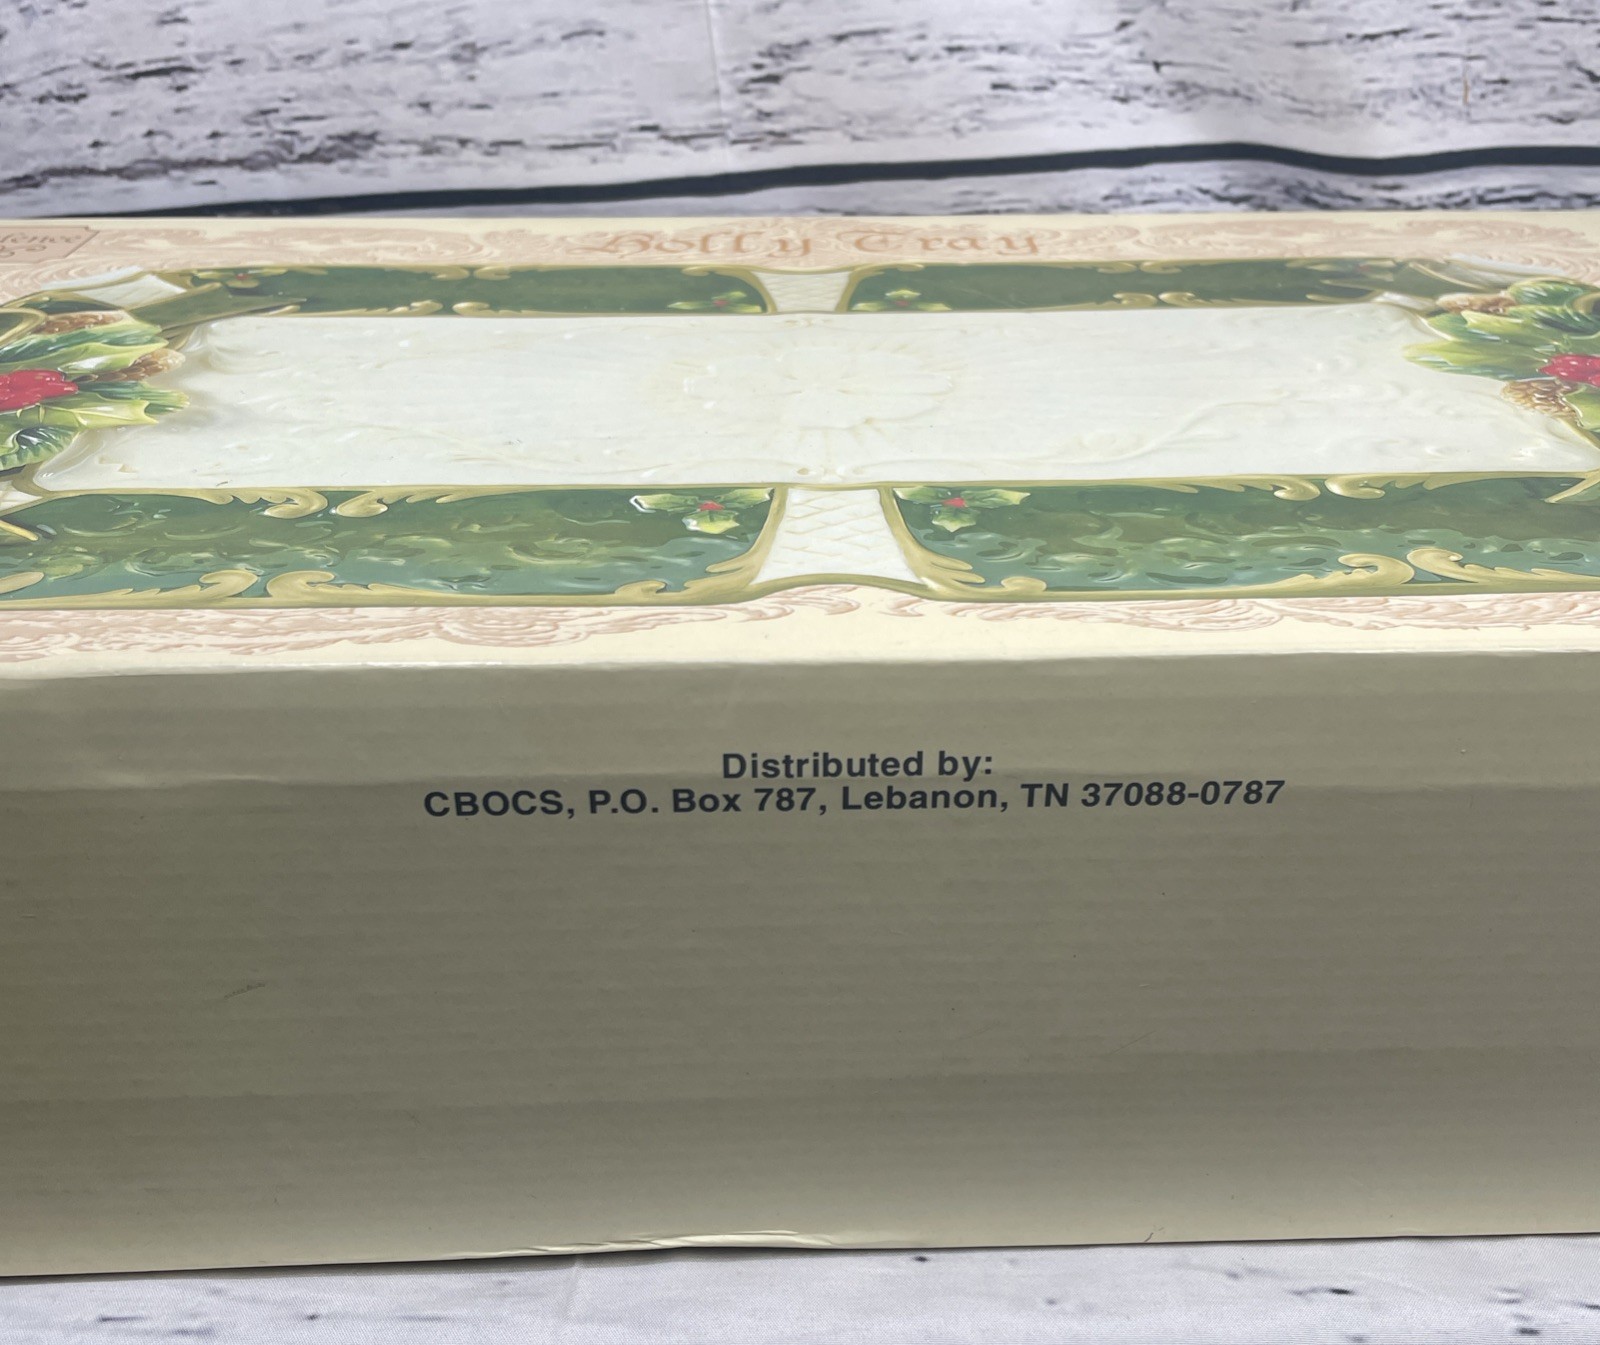 Holly Tray
Distributed by:
CBOCS, P.O. Box 787, Lebanon, TN 37088-0787